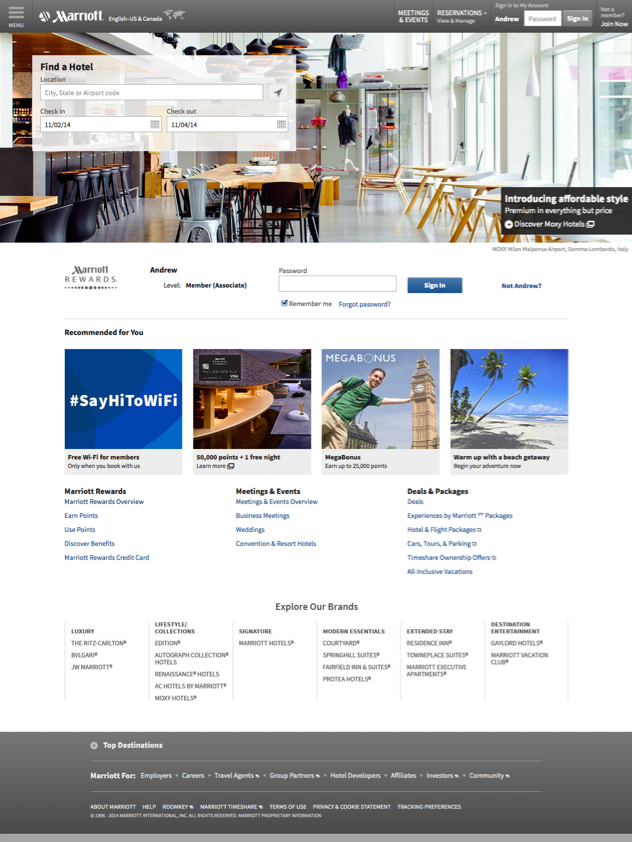 MENU
Marriott
English-US & Canada
MEETINGS & EVENTS
RESERVATIONS
View & Manage
Sign in to My Account
Andrew
Password
Sign In
Not a member?
Join Now
Find a Hotel
Location
City, State or Airport code
Check in
Check out
11/02/14
11/04/14
Introducing affordable style
Premium in everything but price
Discover Moxy Hotels
MOXY Milan Malpensa Airport, Somma Lombardo, Italy
Marriott
REWARDS.
Andrew
Level: Member (Associate)
Password
Sign In
Not Andrew?
Remember me
Forgot password?
Recommended for You
#SayHiToWiFi
MEGABONUS
Free Wi-Fi for members
Only when you book with us
50,000 points + 1 free night
Learn more
MegaBonus
Earn up to 25,000 points
Warm up with a beach getaway
Begin your adventure now
Marriott Rewards
Marriott Rewards Overview
Earn Points
Use Points
Discover Benefits
Marriott Rewards Credit Card
Meetings & Events
Meetings & Events Overview
Business Meetings
Weddings
Convention & Resort Hotels
Deals & Packages
Deals
Experiences by Marriott Packages
Hotel & Flight Packages
Cars, Tours, & Parking
Timeshare Ownership Offers
All-Inclusive Vacations
Explore Our Brands
LUXURY
THE RITZ-CARLTON®
BVLGARI®
JW MARRIOTT®
LIFESTYLE/
COLLECTIONS
EDITION®
AUTOGRAPH COLLECTION®
HOTELS
RENAISSANCE® HOTELS
AC HOTELS BY MARRIOTT®
MOXY HOTELS®
SIGNATURE
MARRIOTT HOTELS®
MODERN ESSENTIALS
COURTYARD®
SPRINGHILL SUITES®
FAIRFIELD INN & SUITES®
PROTEA HOTELS®
EXTENDED STAY
RESIDENCE INN®
TOWNEPLACE SUITES®
MARRIOTT EXECUTIVE
APARTMENTS®
DESTINATION
ENTERTAINMENT
GAYLORD HOTELS®
MARRIOTT VACATION
CLUB®
Top Destinations
Marriott For: Employers • Careers • Travel Agents • Group Partners • Hotel Developers • Affiliates • Investors • Community
ABOUT MARRIOTT HELP ROOMKEY MARRIOTT TIMESHARE TERMS OF USE PRIVACY & COOKIE STATEMENT TRACKING PREFERENCES
© 1996 - 2014 MARRIOTT INTERNATIONAL, INC. ALL RIGHTS RESERVED. MARRIOTT PROPRIETARY INFORMATION